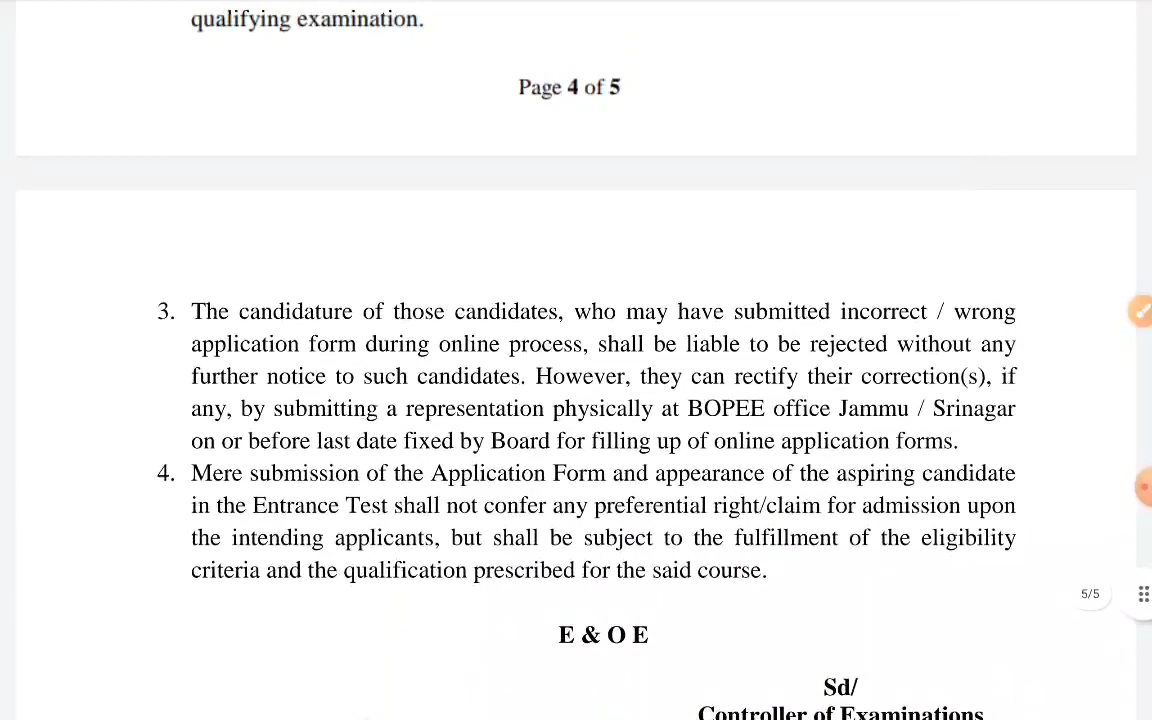 qualifying examination.
Page 4 of 5
3. The candidature of those candidates, who may have submitted incorrect / wrong
application form during online process, shall be liable to be rejected without any
further notice to such candidates. However, they can rectify their correction(s), if
any, by submitting a representation physically at BOPEE office Jammu / Srinagar
on or before last date fixed by Board for filling up of online application forms.
4. Mere submission of the Application Form and appearance of the aspiring candidate
in the Entrance Test shall not confer any preferential right/claim for admission upon
the intending applicants, but shall be subject to the fulfillment of the eligibility
criteria and the qualification prescribed for the said course.
5/5
E & O E
Sd/
Controller of Examinations